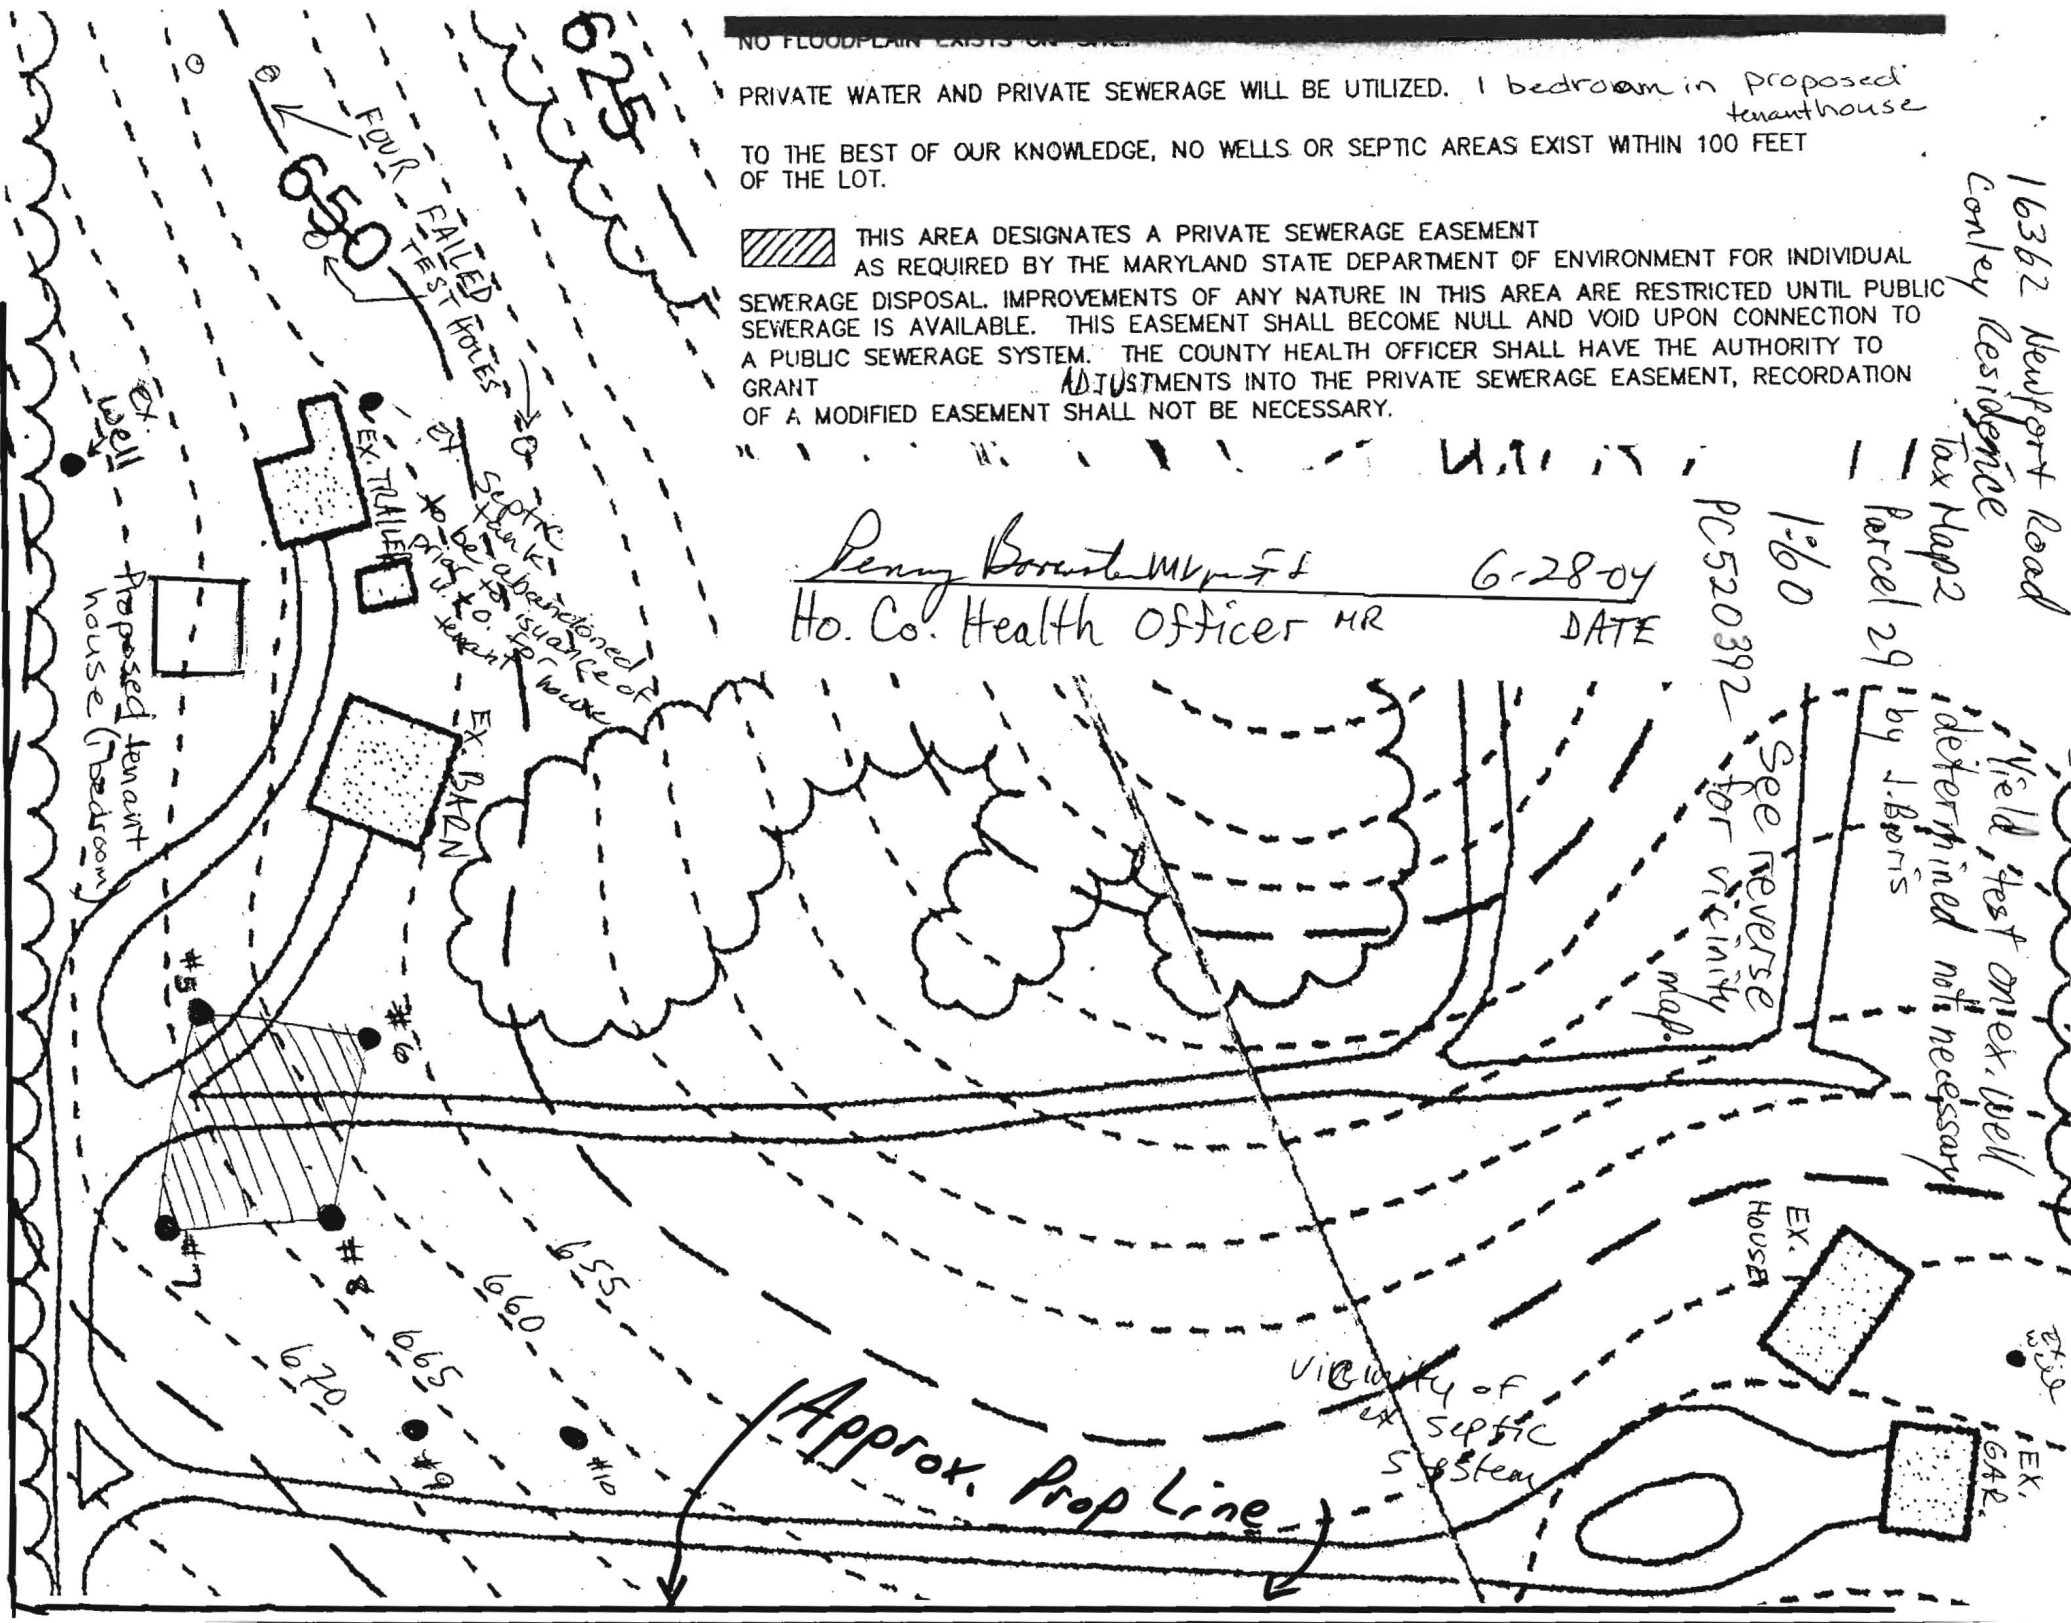 NO FLOODPLAIN EXISTS ON
PRIVATE WATER AND PRIVATE SEWERAGE WILL BE UTILIZED. 1 bedroom in proposed
tenanthouse
TO THE BEST OF OUR KNOWLEDGE, NO WELLS OR SEPTIC AREAS EXIST WITHIN 100 FEET
OF THE LOT.
THIS AREA DESIGNATES A PRIVATE SEWERAGE EASEMENT
AS REQUIRED BY THE MARYLAND STATE DEPARTMENT OF ENVIRONMENT FOR INDIVIDUAL
SEWERAGE DISPOSAL. IMPROVEMENTS OF ANY NATURE IN THIS AREA ARE RESTRICTED UNTIL PUBLIC
SEWERAGE IS AVAILABLE. THIS EASEMENT SHALL BECOME NULL AND VOID UPON CONNECTION TO
A PUBLIC SEWERAGE SYSTEM. THE COUNTY HEALTH OFFICER SHALL HAVE THE AUTHORITY TO
GRANT ADJUSTMENTS INTO THE PRIVATE SEWERAGE EASEMENT, RECORDATION
OF A MODIFIED EASEMENT SHALL NOT BE NECESSARY.
Penny 6-28-04
Ho. Co. Health Officer MR DATE
16362 Newport Road
Conley Residence
Tax Map 2
Parcel 29
1:60
PC520392
See reverse
for vicinity
map.
Yield test on ex. well
determined not necessary
by J. Boris
625
650
FOUR FAILED
TEST HOLES
ex.
well
EX. TRAILER
ex septic
tank
to be abandoned
prior to issuance of
u. &o. for
tenant house
Proposed tenant
house (1 bedroom)
EX. BARN
#5
#6
#7
#8
655
660
665
670
#9
#10
Approx. Prop Line
vicinity of
ex. septic
system
EX.
HOUSE
Ex
well
EX.
GAR.